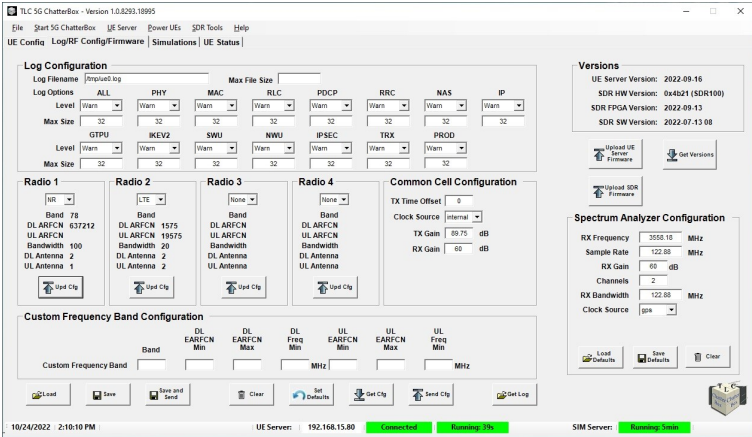 TLC 5G ChatterBox - Version 1.0.8293.18995
File Start 5G ChatterBox UE Server Power UEs SDR Tools Help
UE Config Log/RF Config/Firmware Simulations UE Status
Log Configuration
Log Filename /tmp/ue0.log Max File Size
Log Options ALL PHY MAC RLC PDCP RRC NAS IP
Level Warn Warn Warn Warn Warn Warn Warn Warn
Max Size 32 32 32 32 32 32 32 32
GTPU IKEV2 SWU NWU IPSEC TRX PROD
Level Warn Warn Warn Warn Warn Warn Warn
Max Size 32 32 32 32 32 32 32
Versions
UE Server Version: 2022-09-16
SDR HW Version: 0x4b21 (SDR100)
SDR FPGA Version: 2022-09-13
SDR SW Version: 2022-07-13 08
Upload UE Server Firmware
Get Versions
Upload SDR Firmware
Radio 1
NR
Band 78
DL ARFCN 637212
UL ARFCN
Bandwidth 100
DL Antenna 2
UL Antenna 1
Upd Cfg
Radio 2
LTE
Band
DL ARFCN 1575
UL ARFCN 19575
Bandwidth 20
DL Antenna 2
UL Antenna 2
Upd Cfg
Radio 3
None
Band
DL ARFCN
UL ARFCN
Bandwidth
DL Antenna
UL Antenna
Upd Cfg
Radio 4
None
Band
DL ARFCN
UL ARFCN
Bandwidth
DL Antenna
UL Antenna
Upd Cfg
Common Cell Configuration
TX Time Offset 0
Clock Source internal
TX Gain 89.75 dB
RX Gain 60 dB
Spectrum Analyzer Configuration
RX Frequency 3558.18 MHz
Sample Rate 122.88 MHz
RX Gain 60 dB
Channels 2
RX Bandwidth 122.88 MHz
Clock Source gps
Load Defaults
Save Defaults
Clear
Custom Frequency Band Configuration
Band DL EARFCN Min DL EARFCN Max DL Freq Min UL EARFCN Min UL EARFCN Max UL Freq Min
Custom Frequency Band MHz MHz
Load Save Save and Send Clear Set Defaults Get Cfg Send Cfg Get Log
TLC
10/24/2022 2:10:10 PM UE Server: 192.168.15.80 Connected Running: 39s SIM Server: Running: 5min